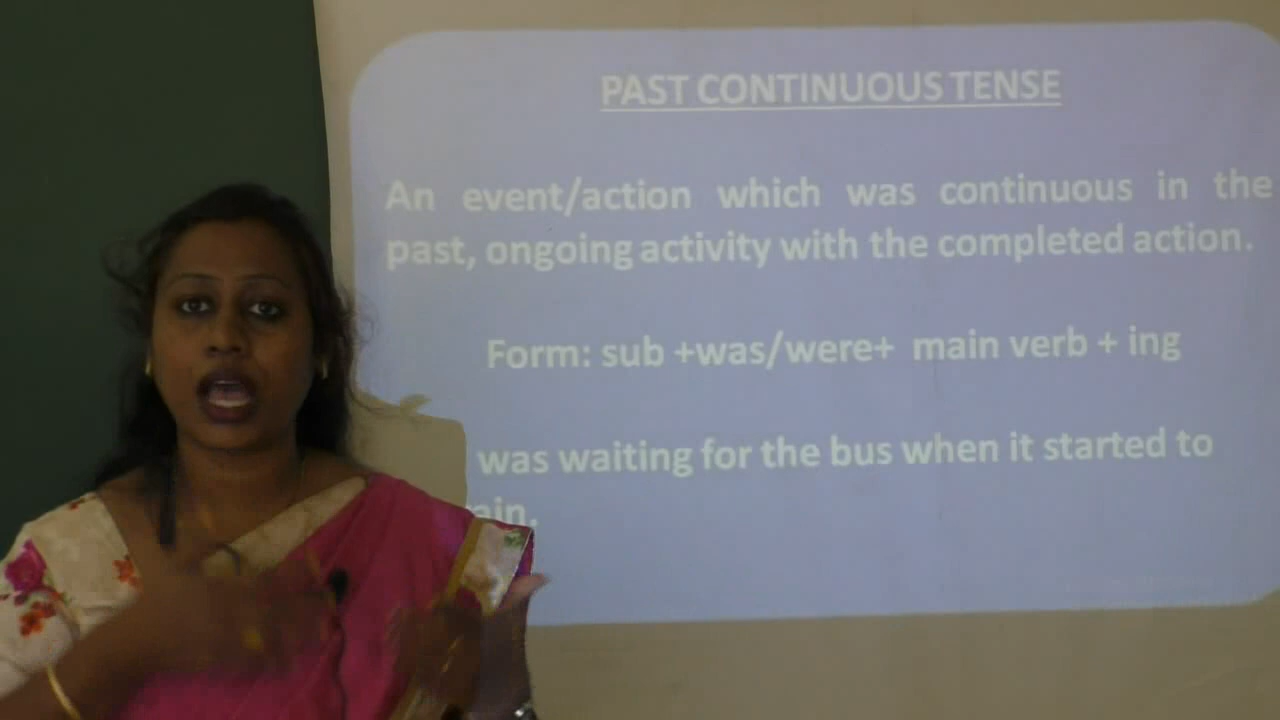 PAST CONTINUOUS TENSE
An event/action which was continuous in the
past, ongoing activity with the completed action.
Form: sub +was/were+ main verb + ing
was waiting for the bus when it started to
ain.